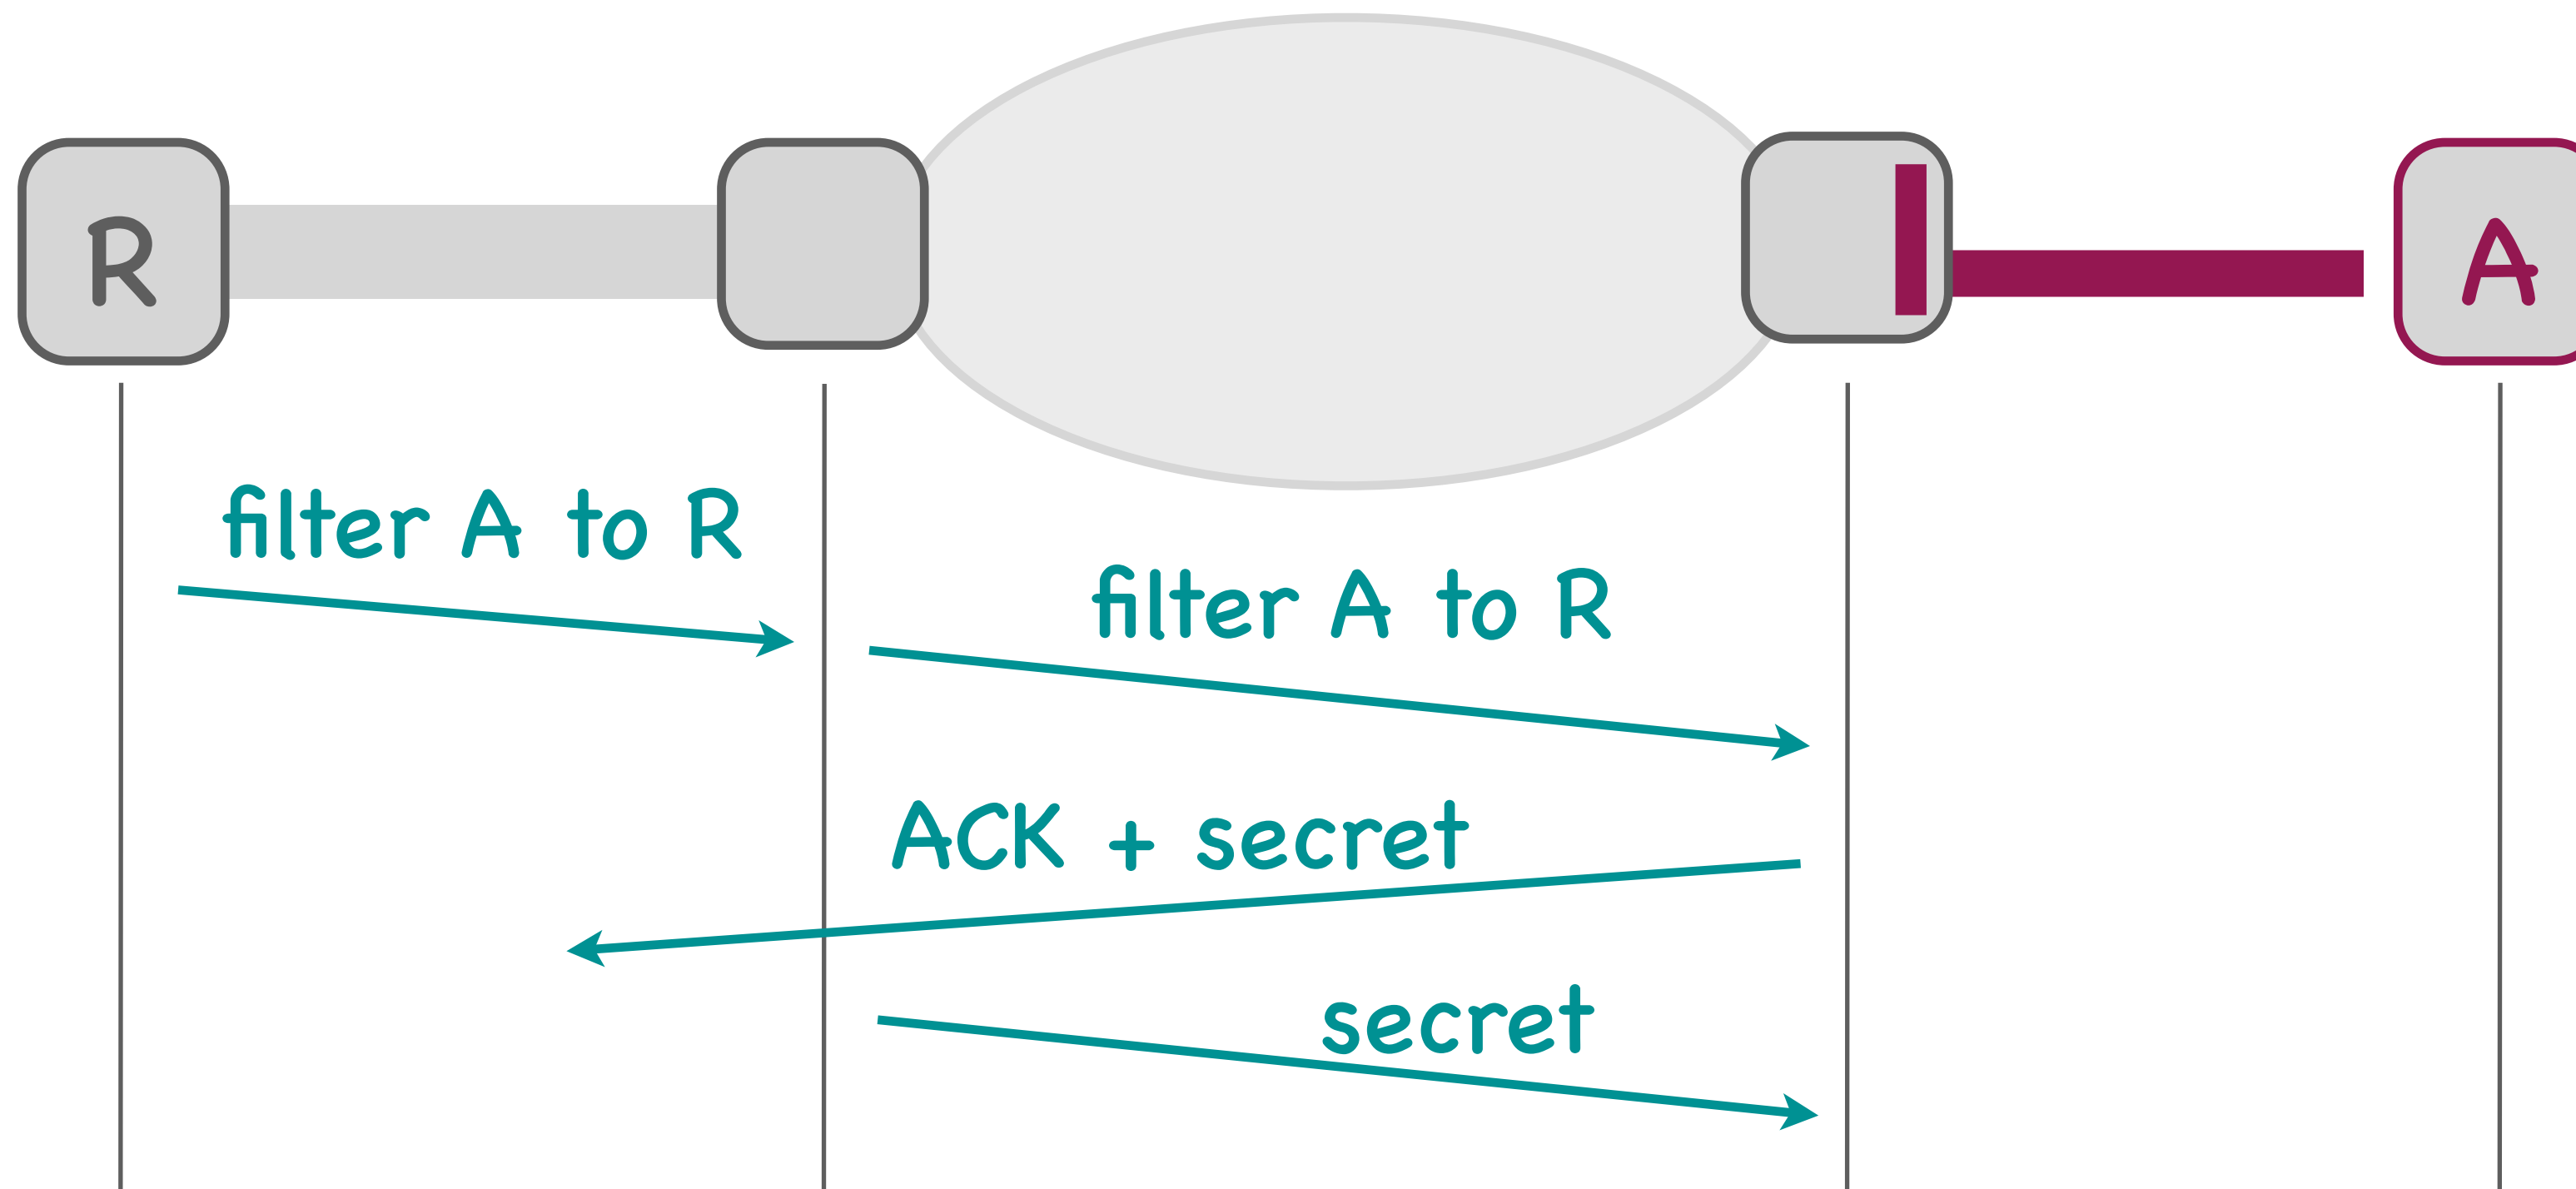 R
A
filter A to R
filter A to R
ACK + secret
secret